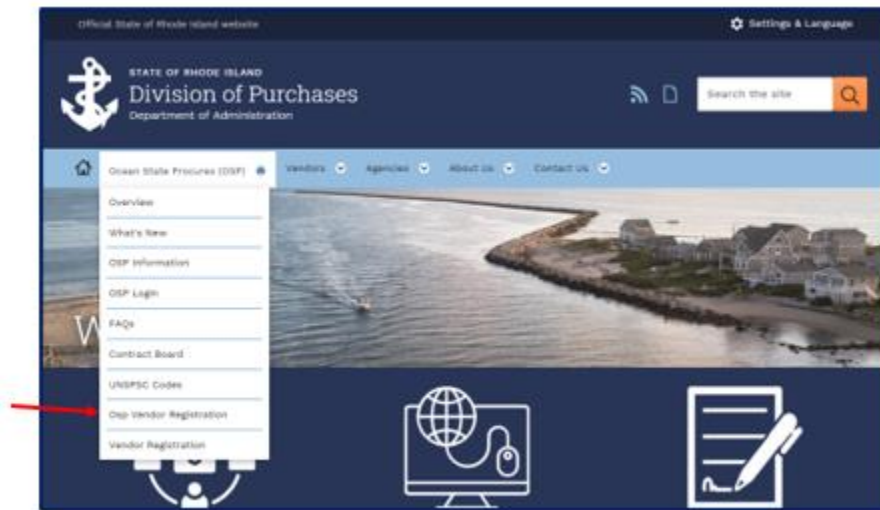 Official State of Rhode Island website
Settings & Language
STATE OF RHODE ISLAND
Division of Purchases
Department of Administration
Search the site
Ocean State Procures (OSP)
Vendors
Agencies
About Us
Contact Us
Overview
What's New
OSP Information
OSP Login
FAQs
Contract Board
UNSPSC Codes
Osp Vendor Registration
Vendor Registration
W